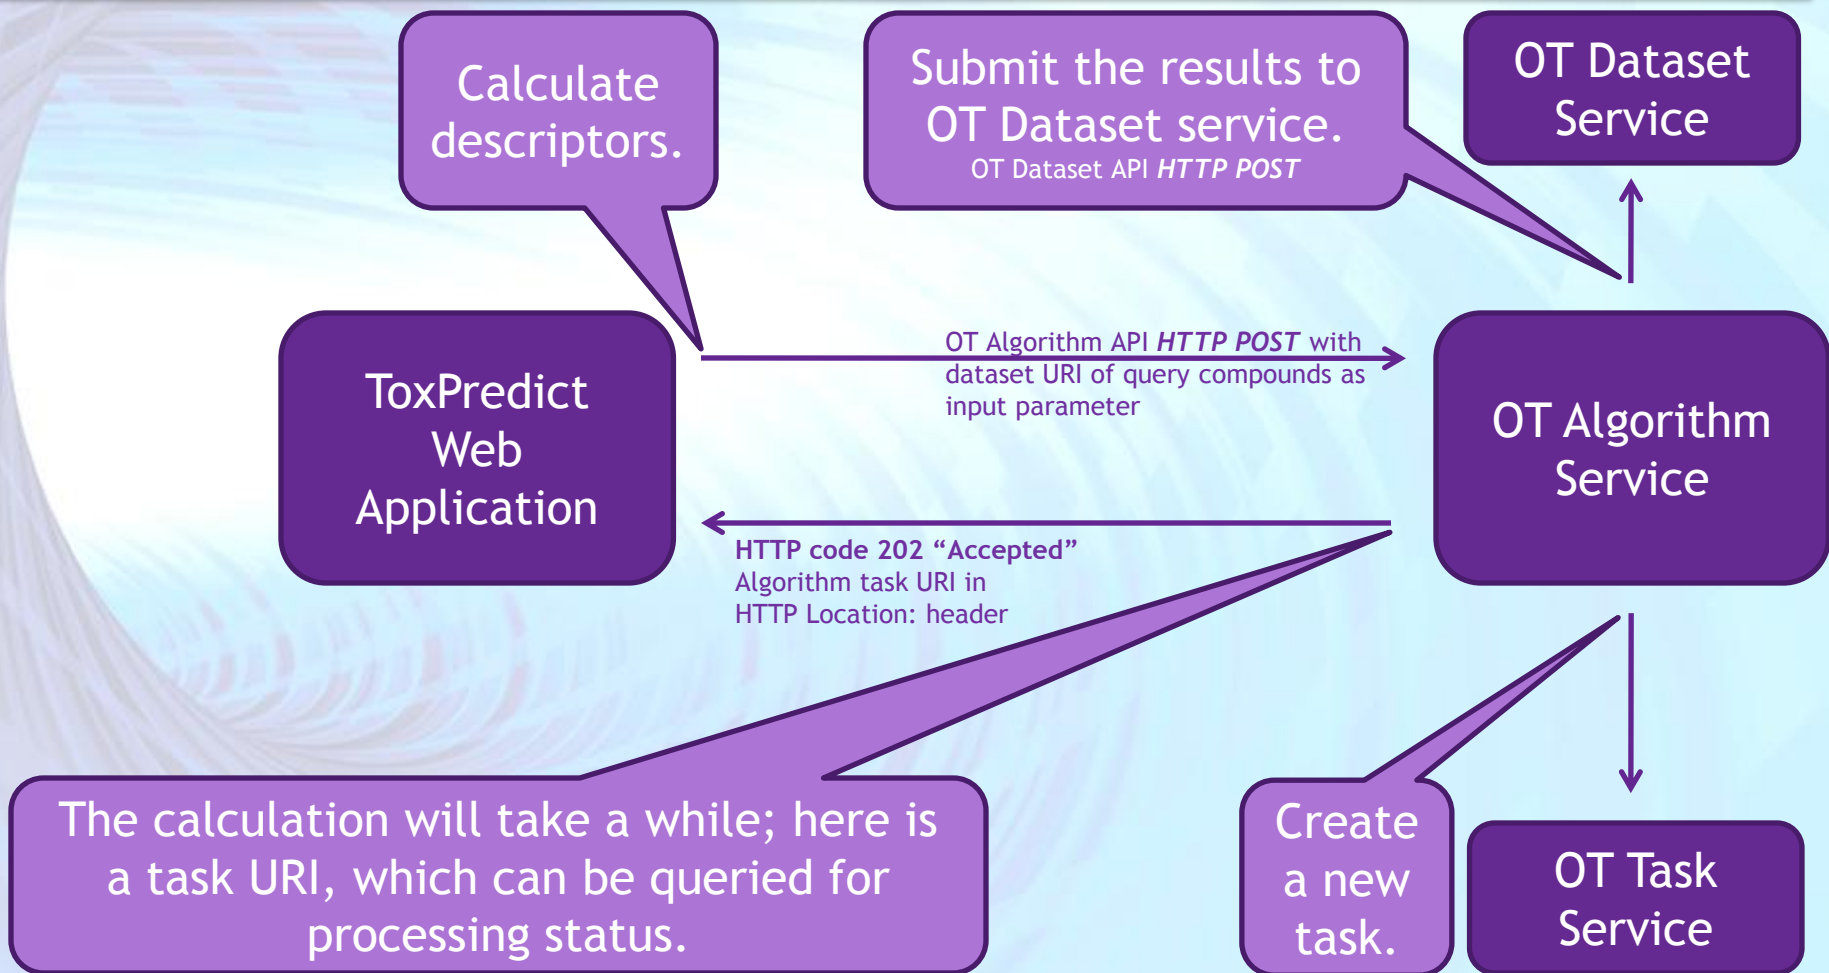 Calculate
descriptors.
Submit the results to
OT Dataset service.
OT Dataset API HTTP POST
OT Dataset
Service
ToxPredict
Web
Application
OT Algorithm API HTTP POST with
dataset URI of query compounds as
input parameter
OT Algorithm
Service
HTTP code 202 “Accepted”
Algorithm task URI in
HTTP Location: header
The calculation will take a while; here is
a task URI, which can be queried for
processing status.
Create
a new
task.
OT Task
Service